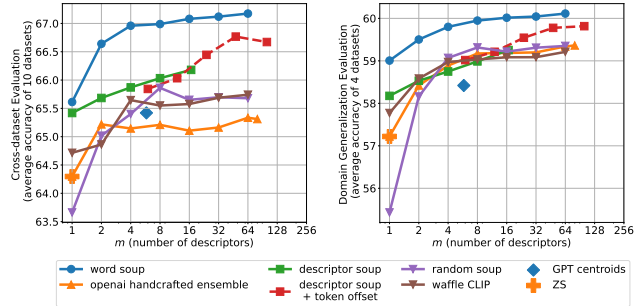 Cross-dataset Evaluation
(average accuracy of 10 datasets)
67.0
66.5
66.0
65.5
65.0
64.5
64.0
63.5
1 2 4 8 16 32 64 128 256
m (number of descriptors)
Domain Generalization Evaluation
(average accuracy of 4 datasets)
60
59
58
57
56
1 2 4 8 16 32 64 128 256
m (number of descriptors)
word soup
openai handcrafted ensemble
descriptor soup
descriptor soup
+ token offset
random soup
waffle CLIP
GPT centroids
ZS